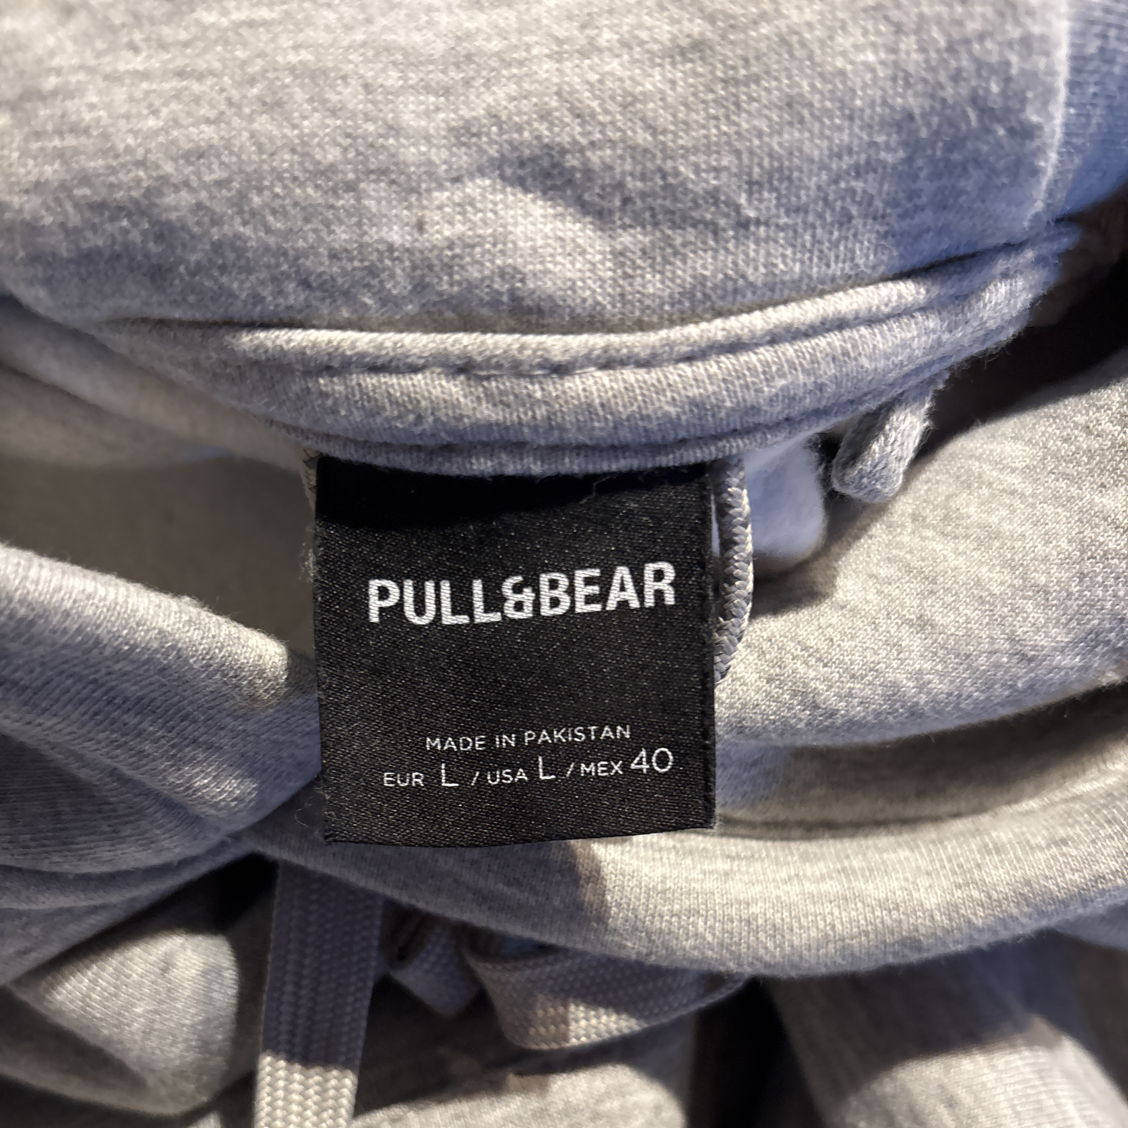 PULL&BEAR
MADE IN PAKISTAN
EUR L / USA L / MEX 40